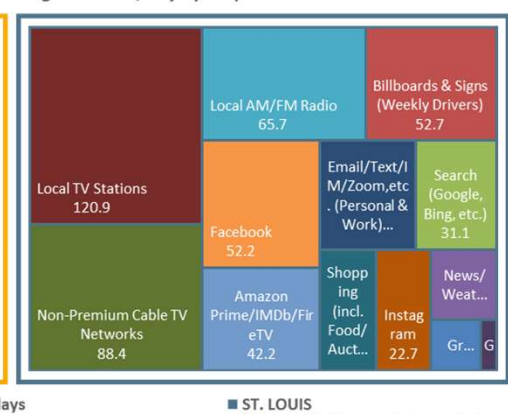 Local TV Stations
120.9
Non-Premium Cable TV
Networks
88.4
Local AM/FM Radio
65.7
Billboards & Signs
(Weekly Drivers)
52.7
Facebook
52.2
Amazon
Prime/IMDb/Fir
eTV
42.2
Email/Text/I
M/Zoom,etc
. (Personal &
Work)...
Search
(Google,
Bing, etc.)
31.1
Shopp
ing
(incl.
Food/
Auct...
Instag
ram
22.7
News/
Weat...
Gr...
G
ST. LOUIS